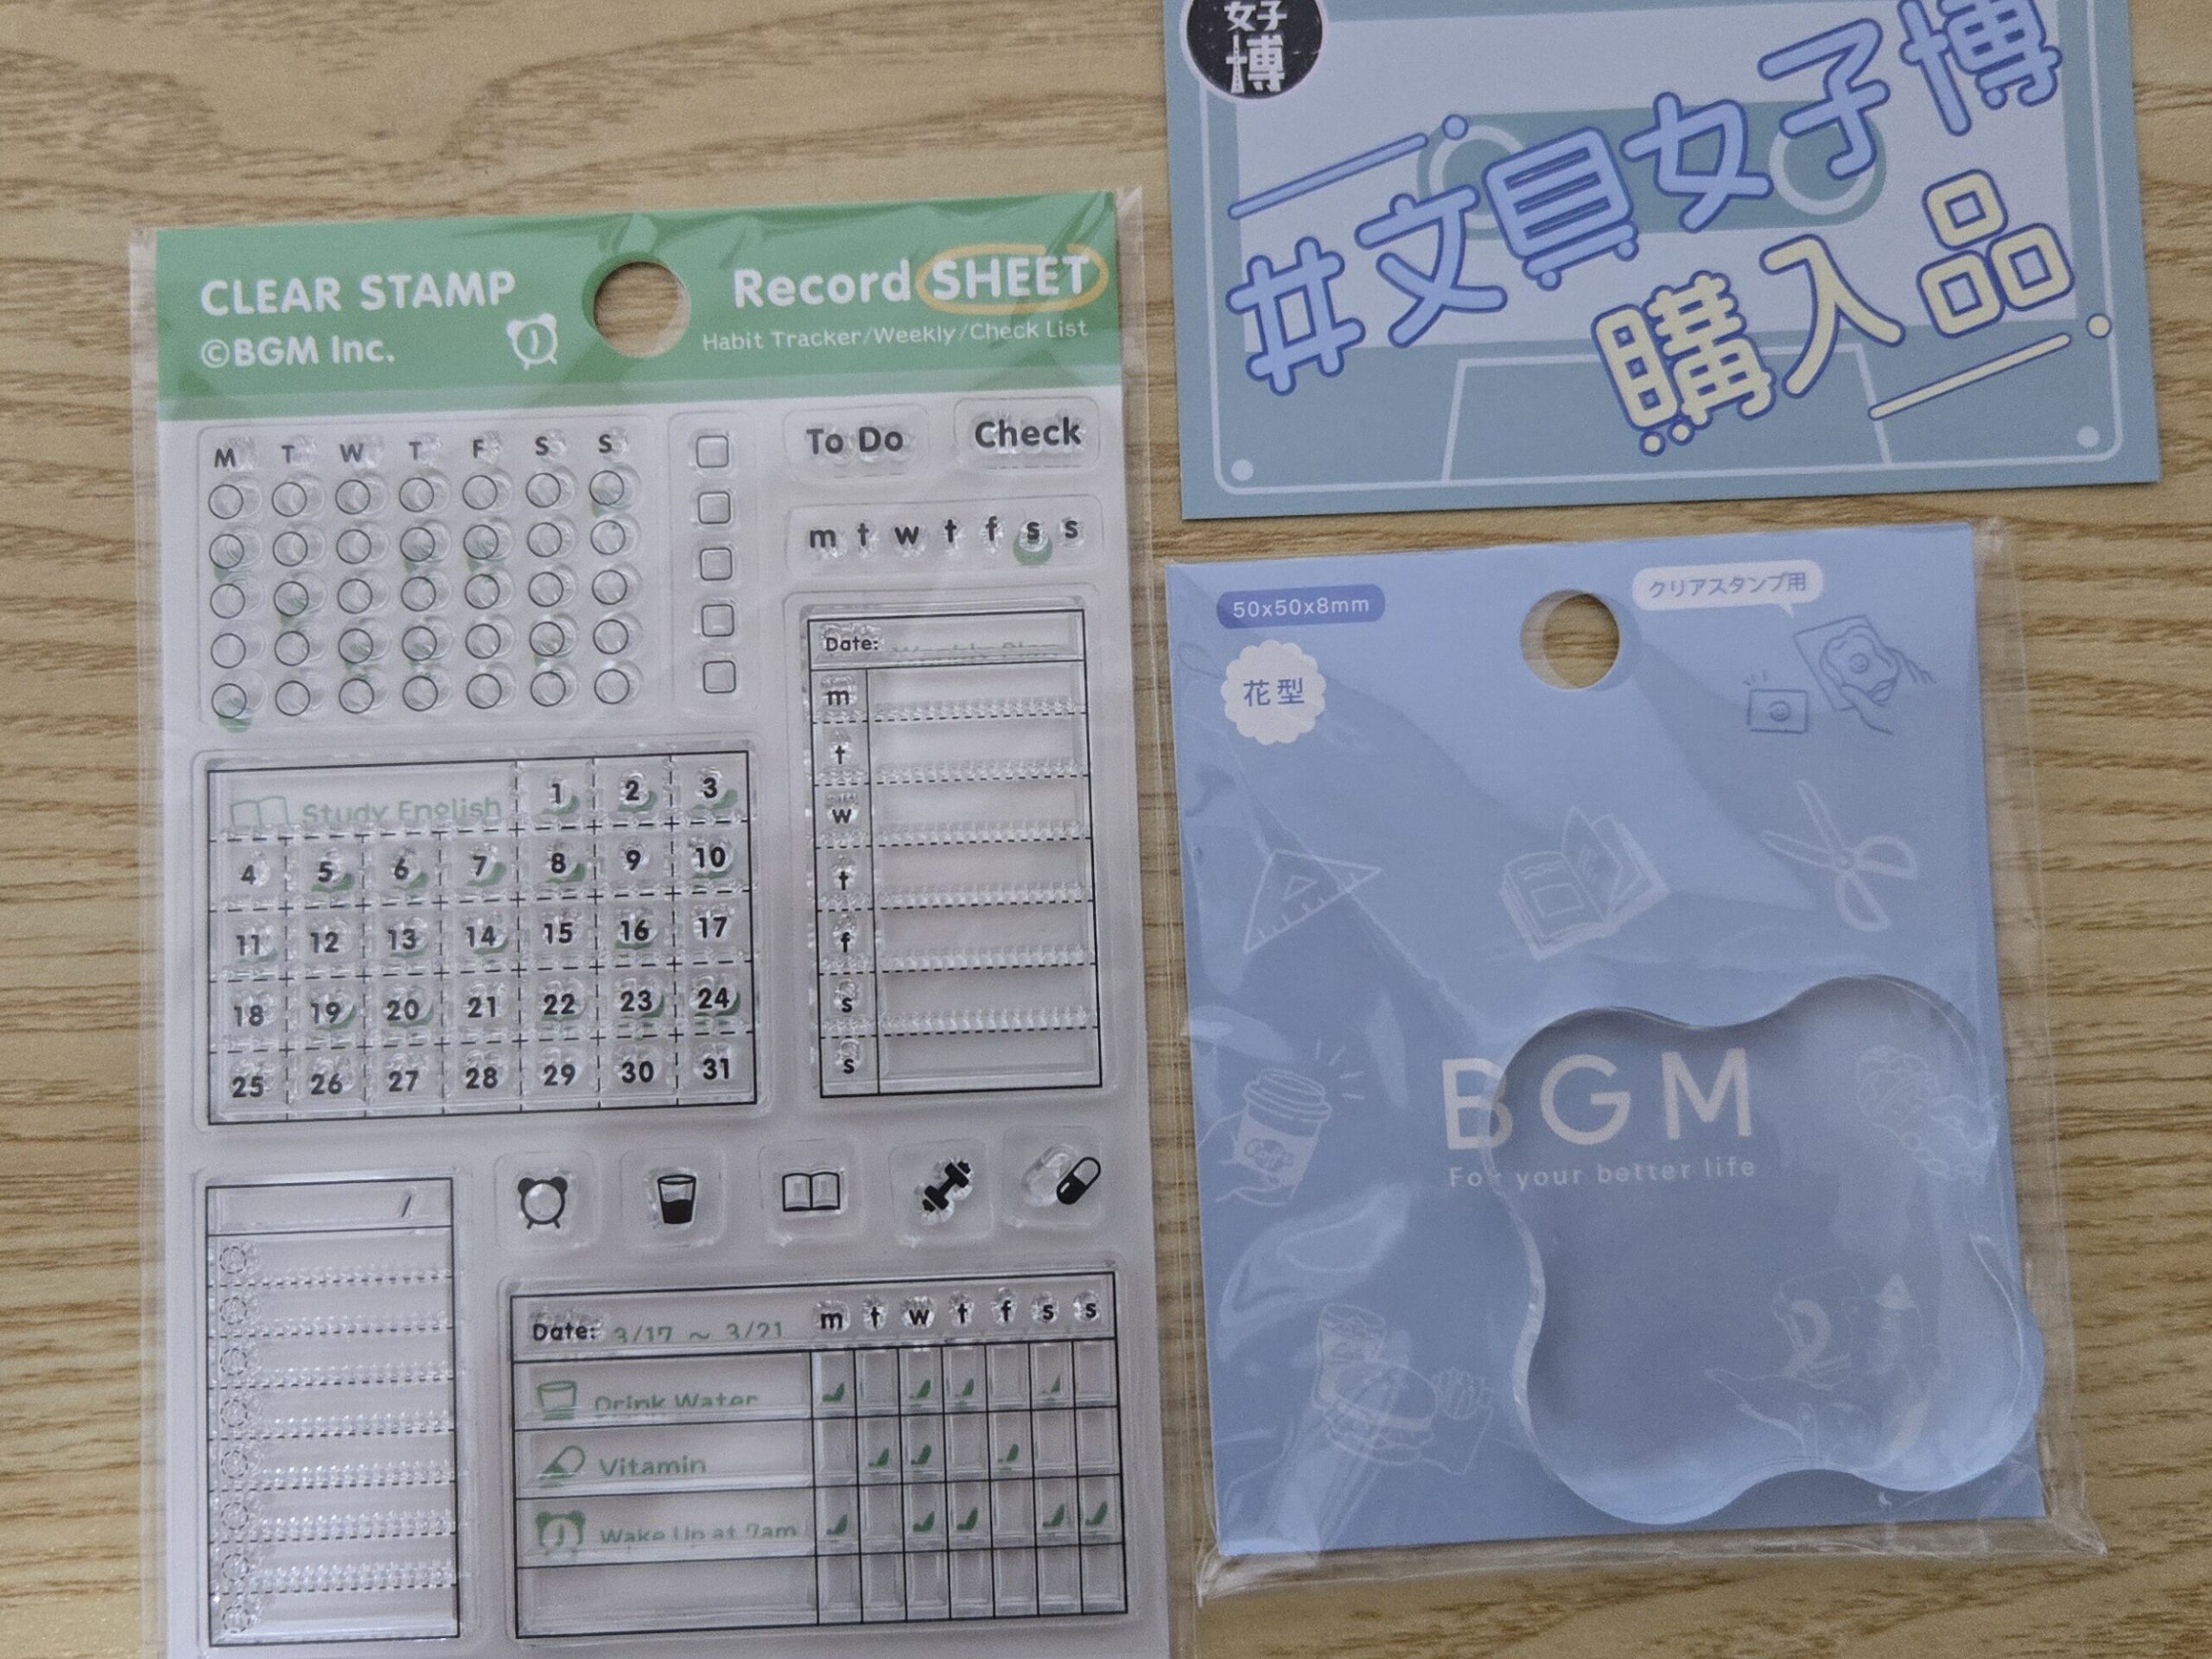 CLEAR STAMP
©BGM Inc.
Record SHEET
Habit Tracker/Weekly/Check List
M T W T F S S
To Do
Check
m t w t f s s
Date:
m
t
w
t
f
s
s
Study English 1 2 3
4 5 6 7 8 9 10
11 12 13 14 15 16 17
18 19 20 21 22 23 24
25 26 27 28 29 30 31
/
Date: 3/17 ~ 3/21 m t w t f s s
Drink Water
Vitamin
Wake Up at 7am
女子
博
#文具女子博
購入品
50x50x8mm
クリアスタンプ用
花型
BGM
For your better life